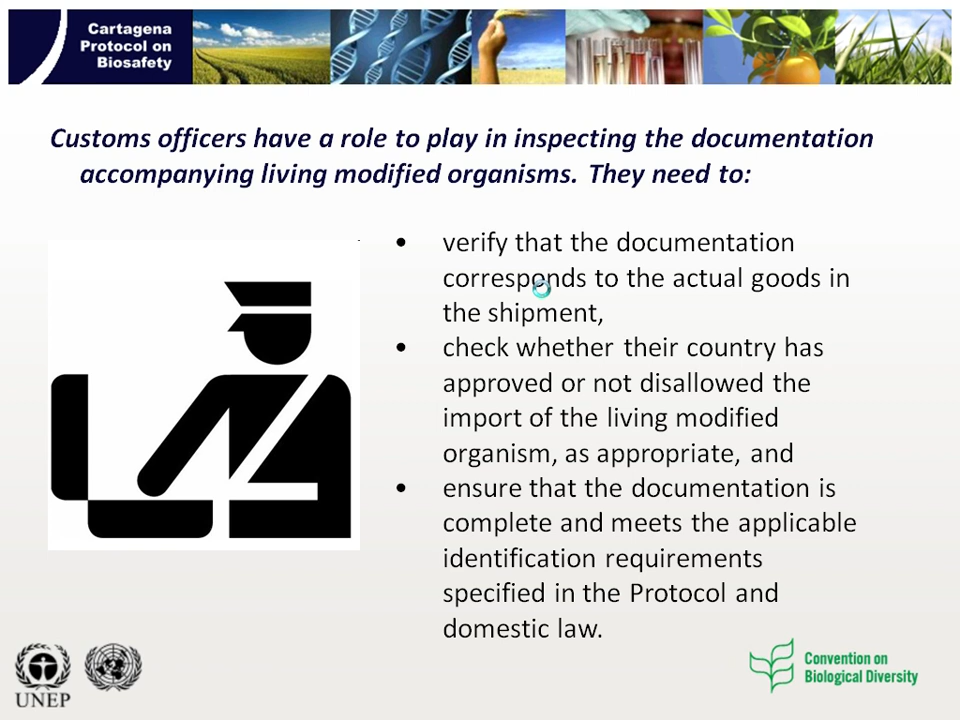 Cartagena
Protocol on
Biosafety
Customs officers have a role to play in inspecting the documentation
accompanying living modified organisms. They need to:
• verify that the documentation
corresponds to the actual goods in
the shipment,
• check whether their country has
approved or not disallowed the
import of the living modified
organism, as appropriate, and
• ensure that the documentation is
complete and meets the applicable
identification requirements
specified in the Protocol and
domestic law.
UNEP
Convention on
Biological Diversity